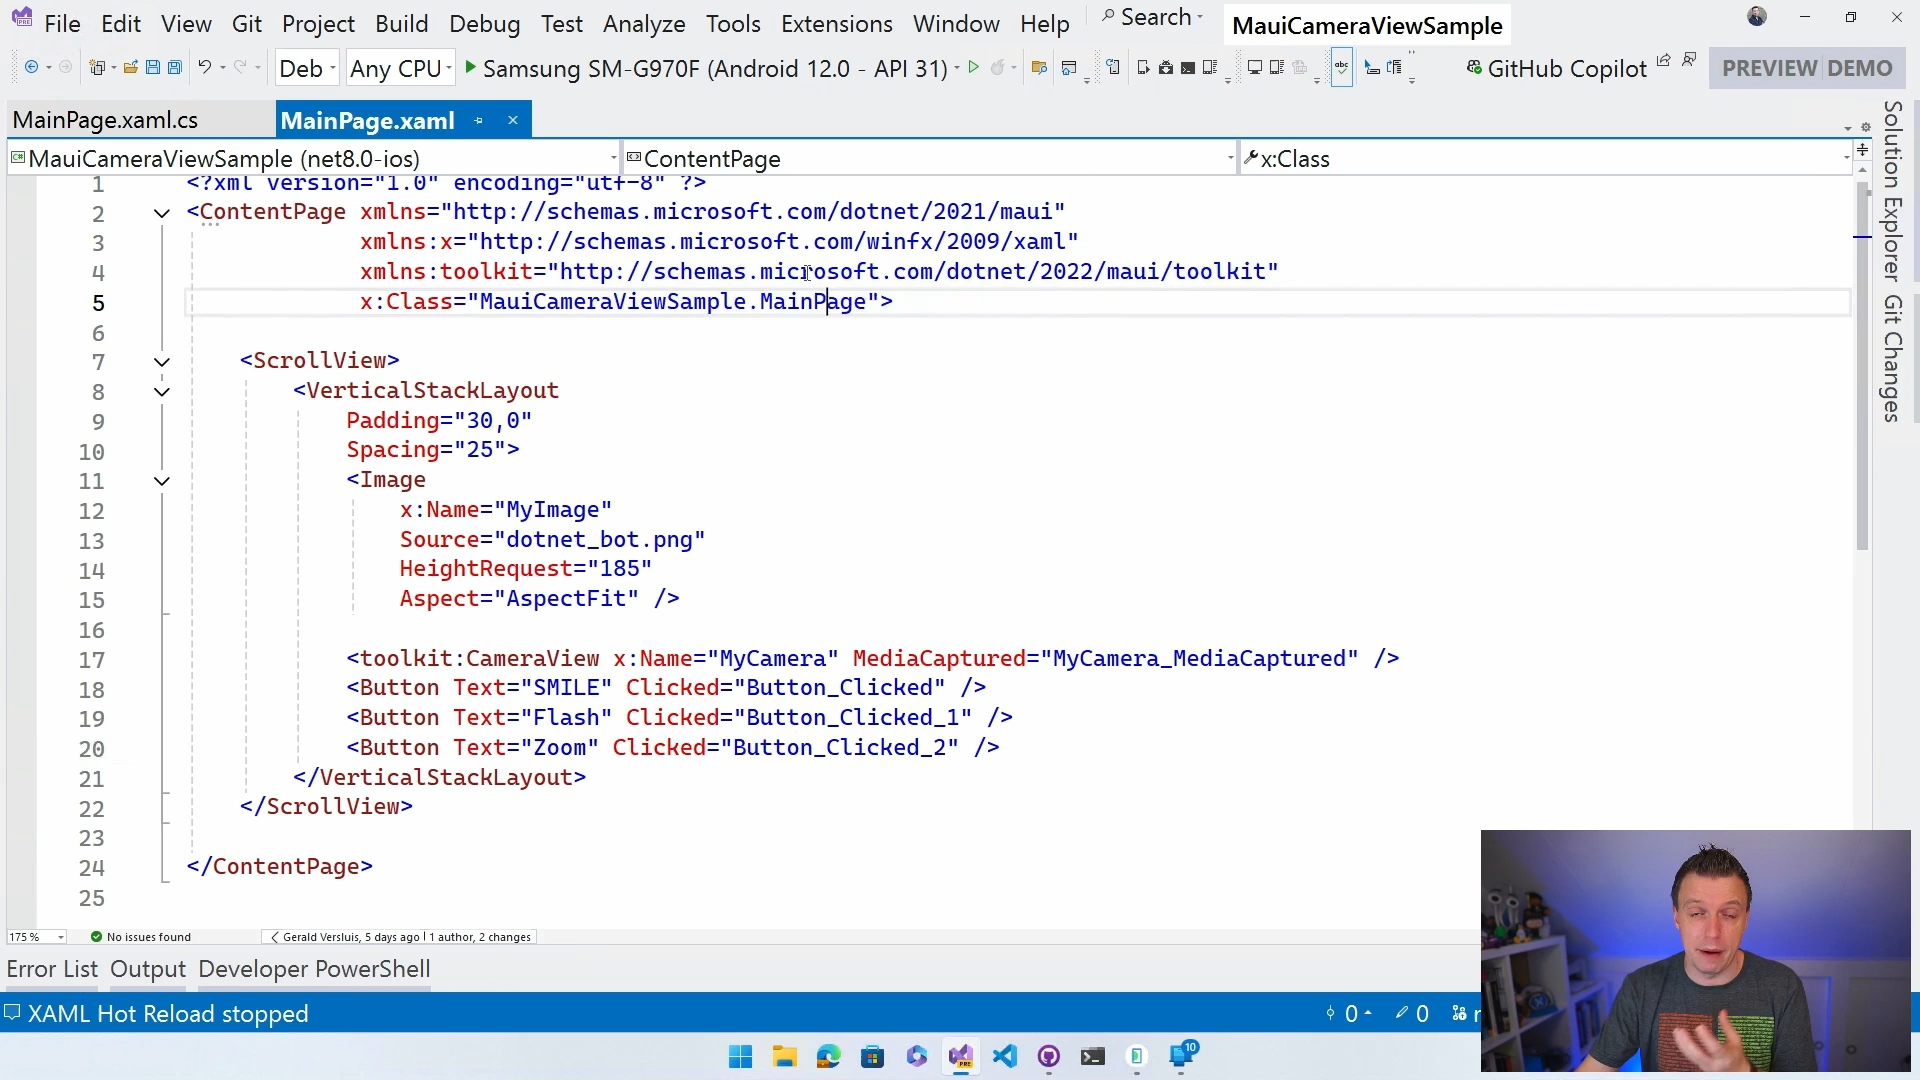 File Edit View Git Project Build Debug Test Analyze Tools Extensions Window Help Search MauiCameraViewSample
Deb Any CPU Samsung SM-G970F (Android 12.0 - API 31) abc GitHub Copilot PREVIEW DEMO
MainPage.xaml.cs MainPage.xaml
MauiCameraViewSample (net8.0-ios) ContentPage x:Class
1 <?xml version="1.0" encoding="utf-8" ?>
2 <ContentPage xmlns="http://schemas.microsoft.com/dotnet/2021/maui"
3 xmlns:x="http://schemas.microsoft.com/winfx/2009/xaml"
4 xmlns:toolkit="http://schemas.microsoft.com/dotnet/2022/maui/toolkit"
5 x:Class="MauiCameraViewSample.MainPage">
6
7 <ScrollView>
8 <VerticalStackLayout
9 Padding="30,0"
10 Spacing="25">
11 <Image
12 x:Name="MyImage"
13 Source="dotnet_bot.png"
14 HeightRequest="185"
15 Aspect="AspectFit" />
16
17 <toolkit:CameraView x:Name="MyCamera" MediaCaptured="MyCamera_MediaCaptured" />
18 <Button Text="SMILE" Clicked="Button_Clicked" />
19 <Button Text="Flash" Clicked="Button_Clicked_1" />
20 <Button Text="Zoom" Clicked="Button_Clicked_2" />
21 </VerticalStackLayout>
22 </ScrollView>
23
24 </ContentPage>
25
Solution Explorer
Git Changes
175 % No issues found Gerald Versluis, 5 days ago | 1 author, 2 changes
Error List Output Developer PowerShell
XAML Hot Reload stopped 0 0
PRE 10